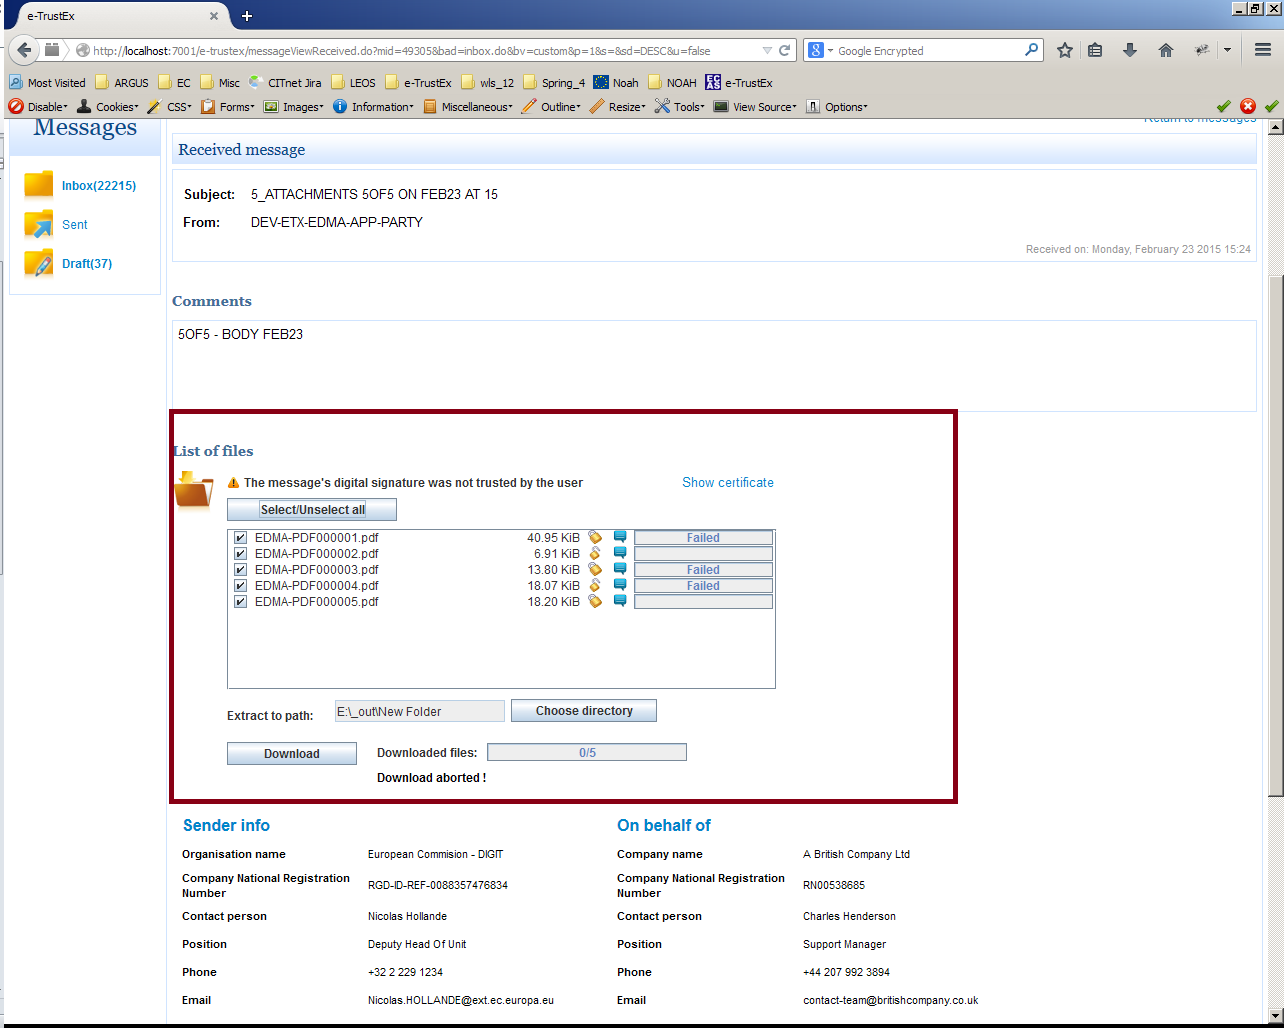 e-TrustEx
http://localhost:7001/e-trustex/messageViewReceived.do?mid=49305&bad=inbox.do&bv=custom&p=1&s=&sd=DESC&u=false
Google Encrypted
Most Visited ARGUS EC Misc CITnet Jira LEOS e-TrustEx wls_12 Spring_4 Noah NOAH e-TrustEx
Disable Cookies CSS Forms Images Information Miscellaneous Outline Resize Tools View Source Options
Messages
Return to messages
Inbox(22215)
Sent
Draft(37)
Received message
Subject: 5_ATTACHMENTS 5OF5 ON FEB23 AT 15
From: DEV-ETX-EDMA-APP-PARTY
Received on: Monday, February 23 2015 15:24
Comments
5OF5 - BODY FEB23
List of files
The message's digital signature was not trusted by the user Show certificate
Select/Unselect all
EDMA-PDF000001.pdf 40.95 KiB Failed
EDMA-PDF000002.pdf 6.91 KiB
EDMA-PDF000003.pdf 13.80 KiB Failed
EDMA-PDF000004.pdf 18.07 KiB Failed
EDMA-PDF000005.pdf 18.20 KiB
Extract to path: E:\_out\New Folder Choose directory
Download Downloaded files: 0/5
Download aborted !
Sender info On behalf of
Organisation name European Commision - DIGIT Company name A British Company Ltd
Company National Registration Number RGD-ID-REF-0088357476834 Company National Registration Number RN00538685
Contact person Nicolas Hollande Contact person Charles Henderson
Position Deputy Head Of Unit Position Support Manager
Phone +32 2 229 1234 Phone +44 207 992 3894
Email Nicolas.HOLLANDE@ext.ec.europa.eu Email contact-team@britishcompany.co.uk